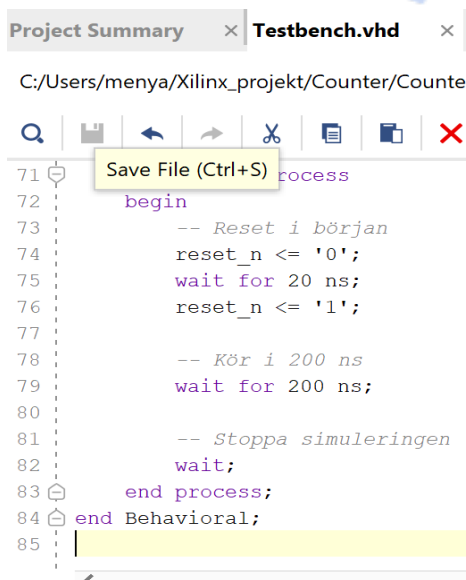 Project Summary × Testbench.vhd ×
C:/Users/menya/Xilinx_projekt/Counter/Counte
Save File (Ctrl+S)
71 rocess
72 begin
73 -- Reset i början
74 reset_n <= '0';
75 wait for 20 ns;
76 reset_n <= '1';
77
78 -- Kör i 200 ns
79 wait for 200 ns;
80
81 -- Stoppa simuleringen
82 wait;
83 end process;
84 end Behavioral;
85